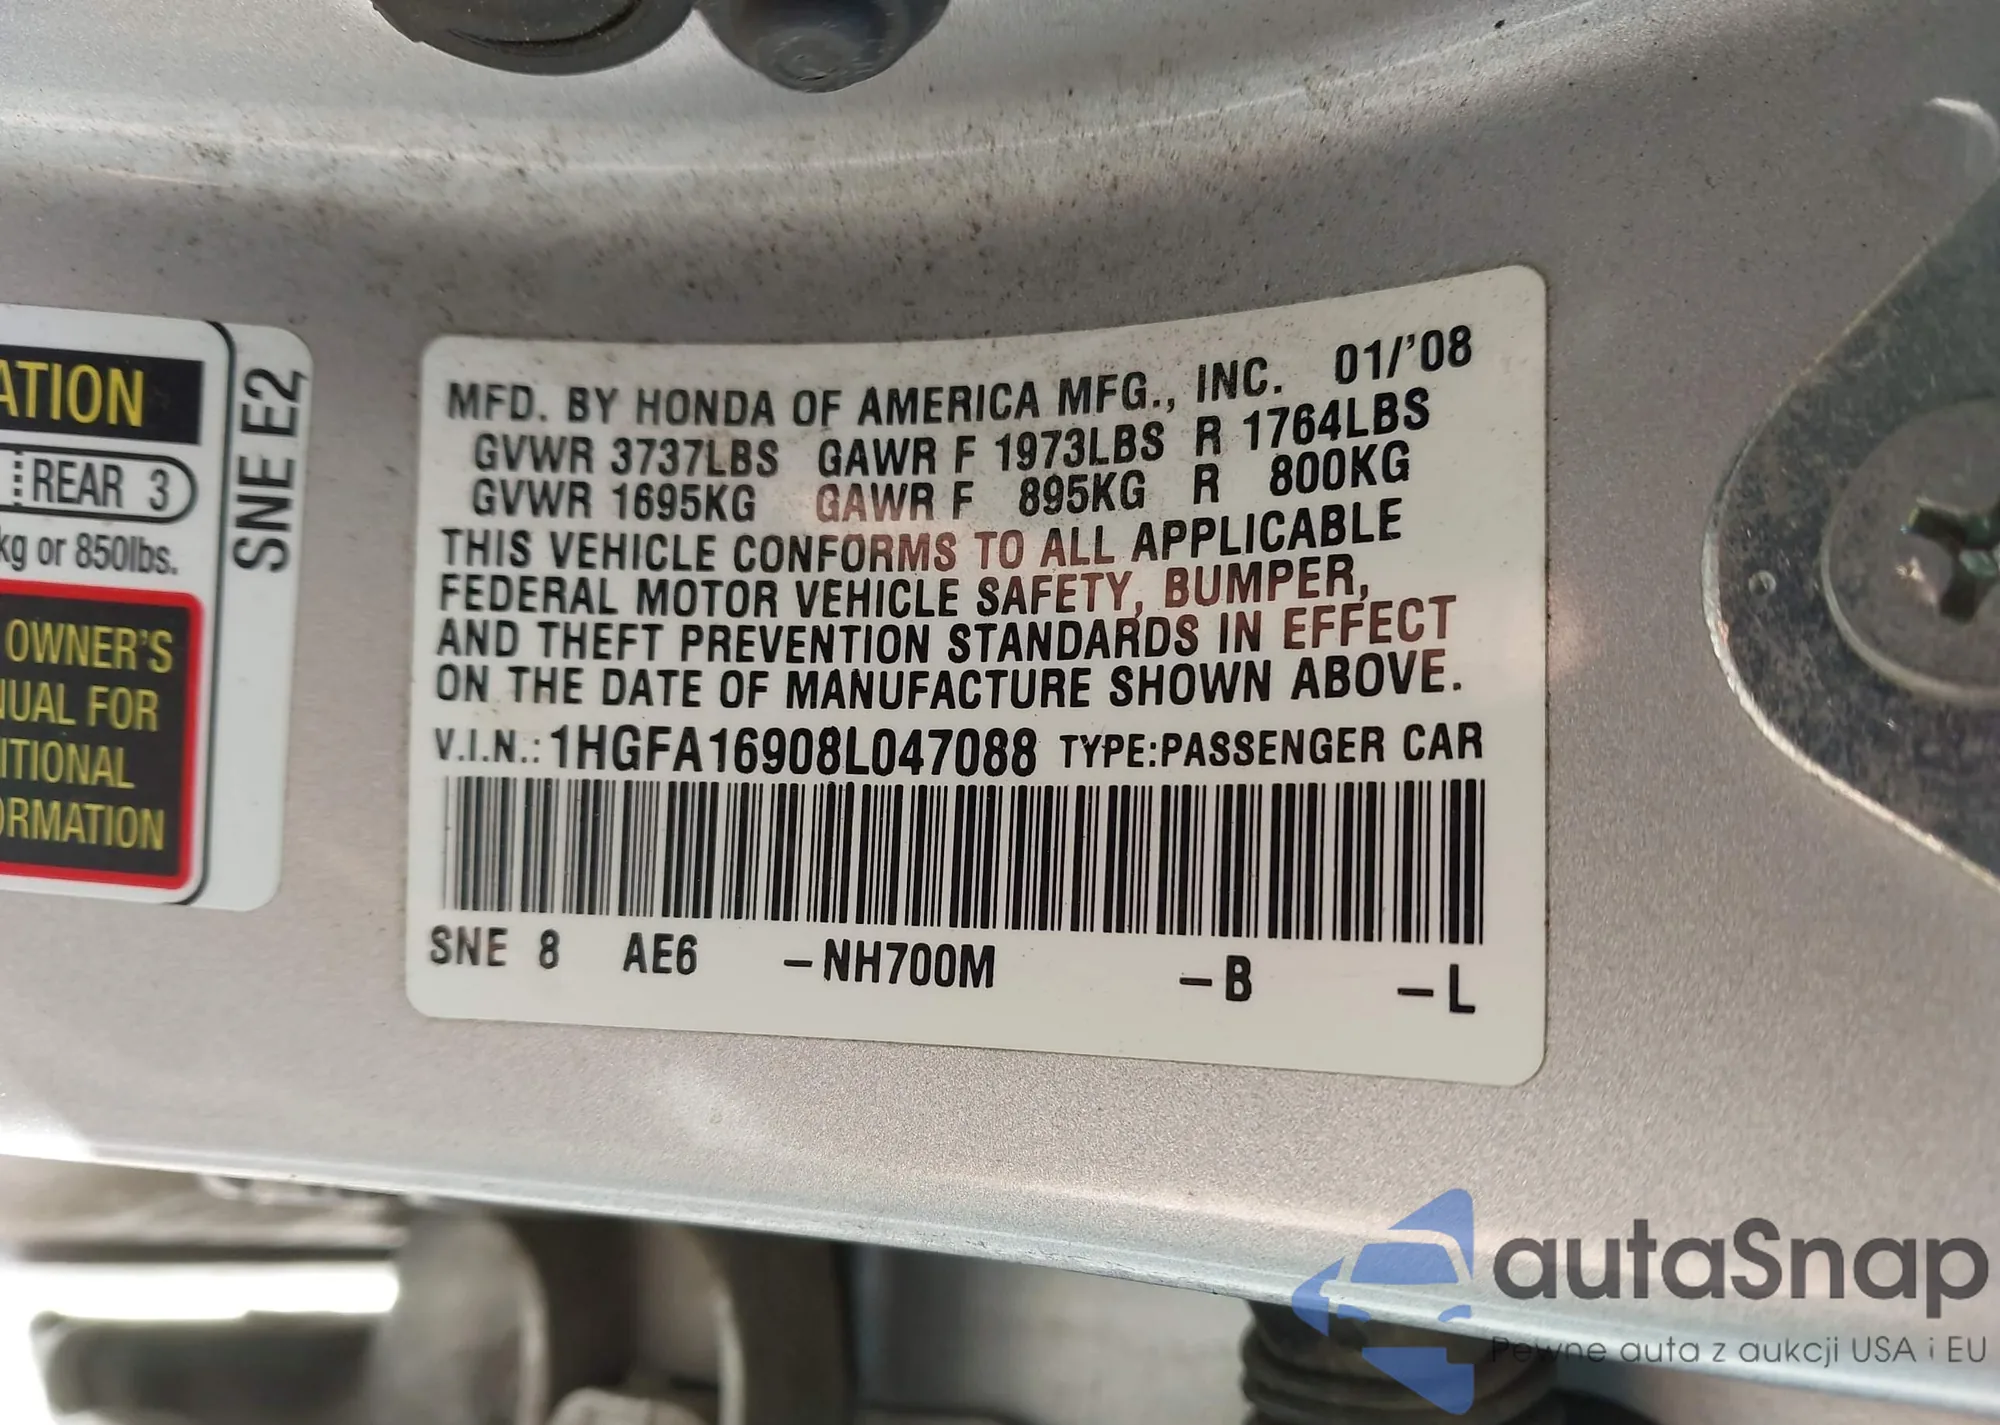 ATION
REAR 3
kg or 850lbs.
OWNER'S
NUAL FOR
ITIONAL
ORMATION
SNE E2
MFD. BY HONDA OF AMERICA MFG., INC. 01/'08
GVWR 3737LBS GAWR F 1973LBS R 1764LBS
GVWR 1695KG GAWR F 895KG R 800KG
THIS VEHICLE CONFORMS TO ALL APPLICABLE
FEDERAL MOTOR VEHICLE SAFETY, BUMPER,
AND THEFT PREVENTION STANDARDS IN EFFECT
ON THE DATE OF MANUFACTURE SHOWN ABOVE.
V.I.N.: 1HGFA16908L047088 TYPE:PASSENGER CAR
SNE 8 AE6 -NH700M -B -L
autaSnap
Pewne auta z aukcji USA i EU